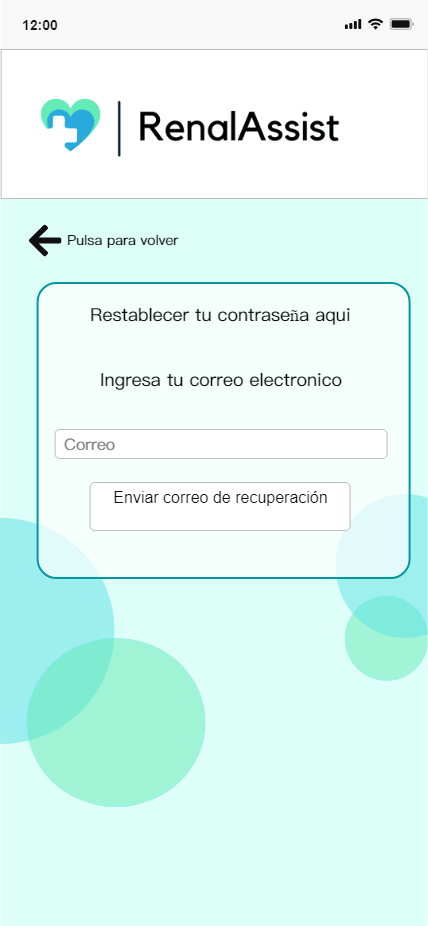 12:00
RenalAssist
Pulsa para volver
Restablecer tu contraseña aqui
Ingresa tu correo electronico
Correo
Enviar correo de recuperación